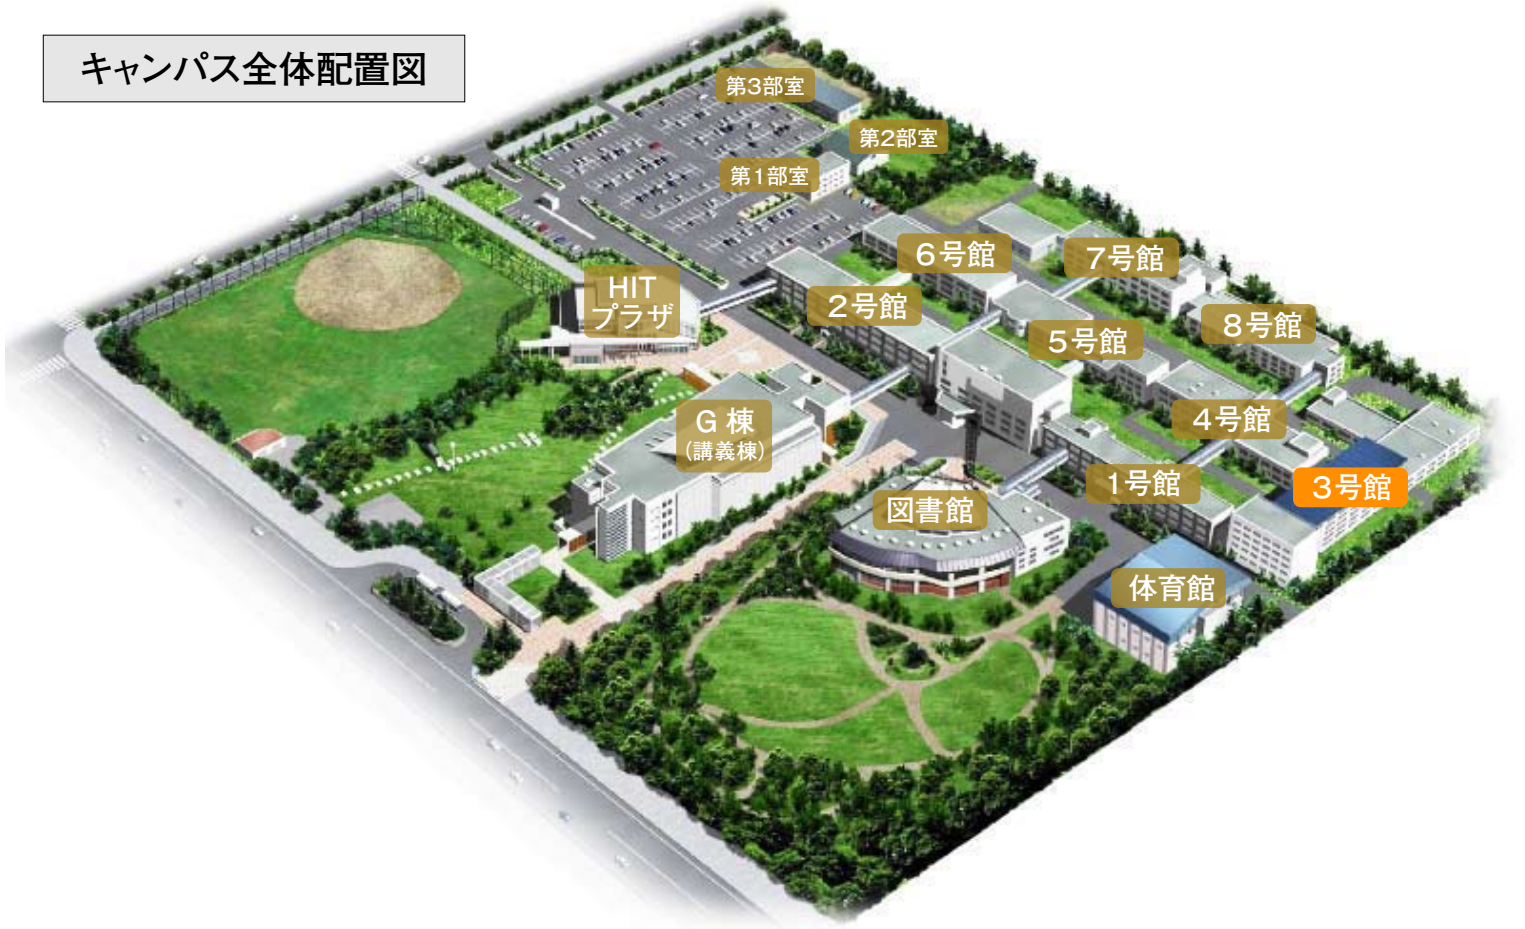 キャンパス全体配置図
第3部室
第2部室
第1部室
6号館
7号館
HIT
プラザ
2号館
8号館
5号館
G 棟
(講義棟)
4号館
1号館
3号館
図書館
体育館